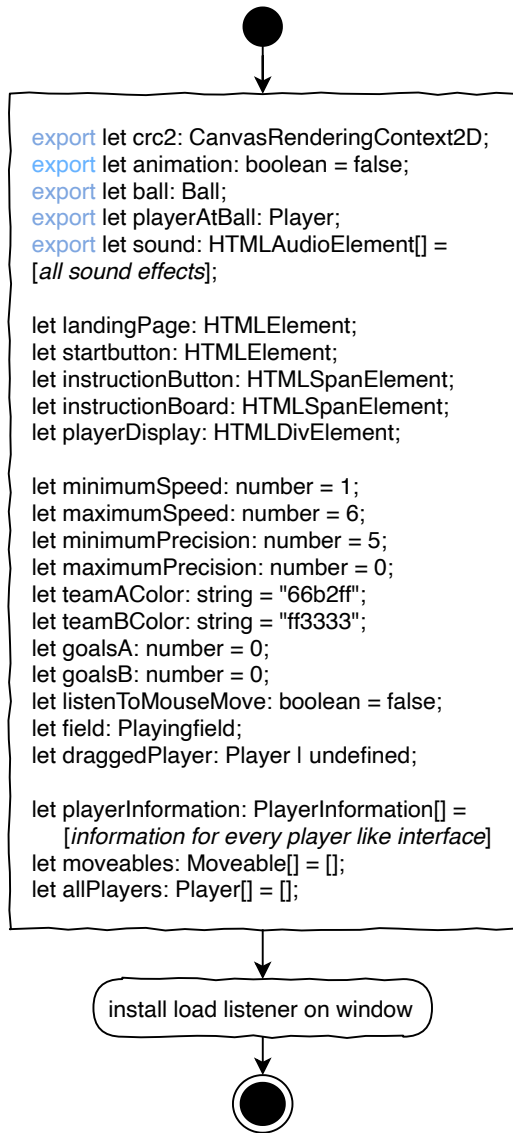 export let crc2: CanvasRenderingContext2D;
export let animation: boolean = false;
export let ball: Ball;
export let playerAtBall: Player;
export let sound: HTMLAudioElement[] =
[all sound effects];
let landingPage: HTMLElement;
let startbutton: HTMLElement;
let instructionButton: HTMLSpanElement;
let instructionBoard: HTMLSpanElement;
let playerDisplay: HTMLDivElement;
let minimumSpeed: number = 1;
let maximumSpeed: number = 6;
let minimumPrecision: number = 5;
let maximumPrecision: number = 0;
let teamAColor: string = "66b2ff";
let teamBColor: string = "ff3333";
let goalsA: number = 0;
let goalsB: number = 0;
let listenToMouseMove: boolean = false;
let field: Playingfield;
let draggedPlayer: Player | undefined;
let playerInformation: PlayerInformation[] =
[information for every player like interface]
let moveables: Moveable[] = [];
let allPlayers: Player[] = [];
install load listener on window